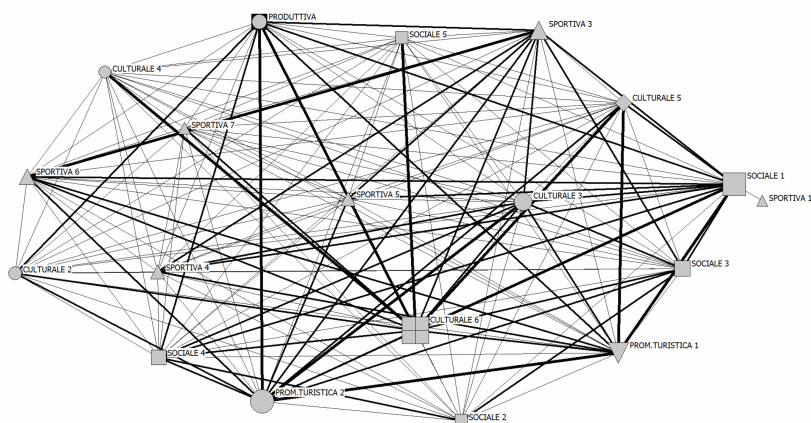 PRODUTTIVA
SPORTIVA 3
SOCIALE 5
CULTURALE 4
CULTURALE 5
SPORTIVA 7
SPORTIVA 6
SOCIALE 1
SPORTIVA 5
CULTURALE 3
SPORTIVA 1
CULTURALE 2
SPORTIVA 4
SOCIALE 3
CULTURALE 6
PROM.TURISTICA 1
SOCIALE 4
PROM.TURISTICA 2
SOCIALE 2